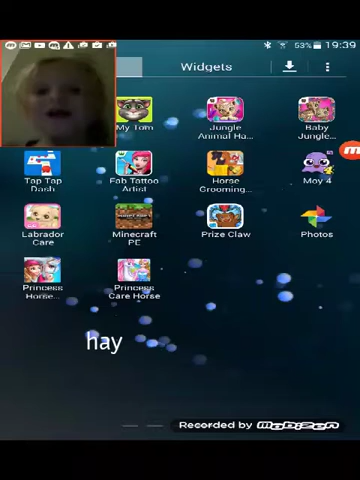 53% 19:39
Widgets
My Tom
Jungle Animal Ha...
Baby Jungle...
Tap Tap Dash
Fab Tattoo Artist
Horse Grooming...
Moy 4
Labrador Care
Minecraft PE
Prize Claw
Photos
Princess Horse...
Princess Care Horse
hay
Recorded by Mobizen